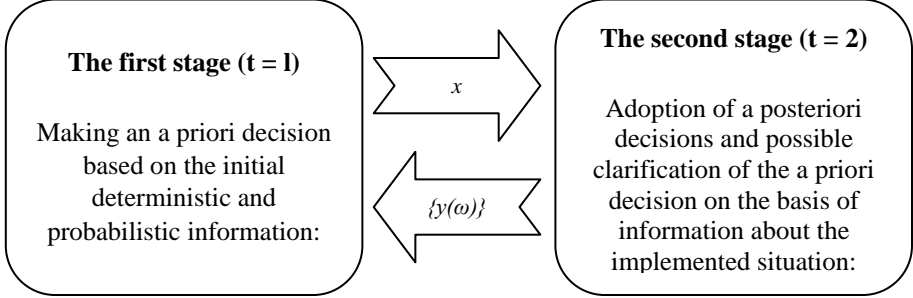 The first stage (t = l)
Making an a priori decision
based on the initial
deterministic and
probabilistic information:
x
{y(ω)}
The second stage (t = 2)
Adoption of a posteriori
decisions and possible
clarification of the a priori
decision on the basis of
information about the
implemented situation: